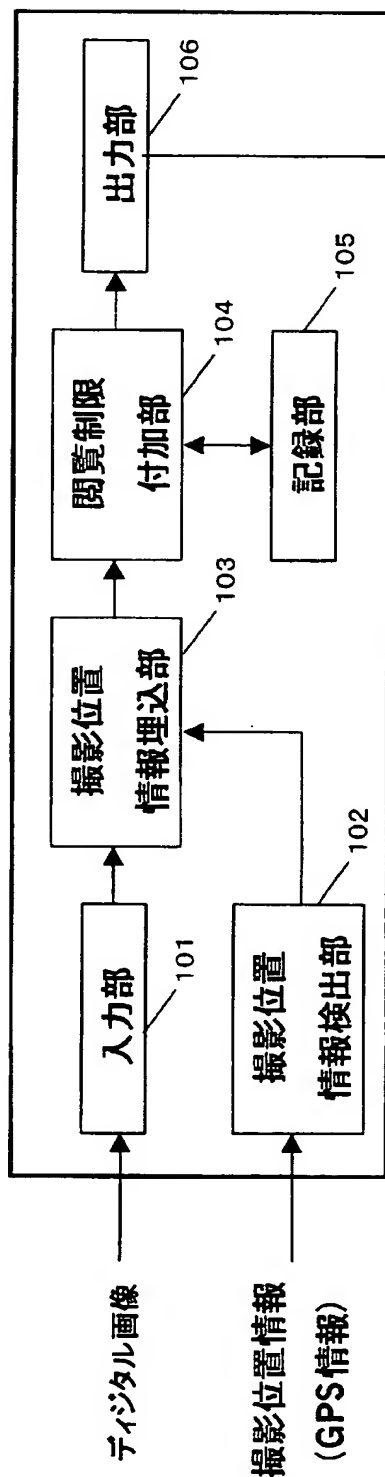 ディジタル画像
入力部
101
撮影位置
情報埋込部
103
閲覧制限
付加部
104
出力部
106
記録部
105
撮影位置情報
(GPS情報)
撮影位置
情報検出部
102